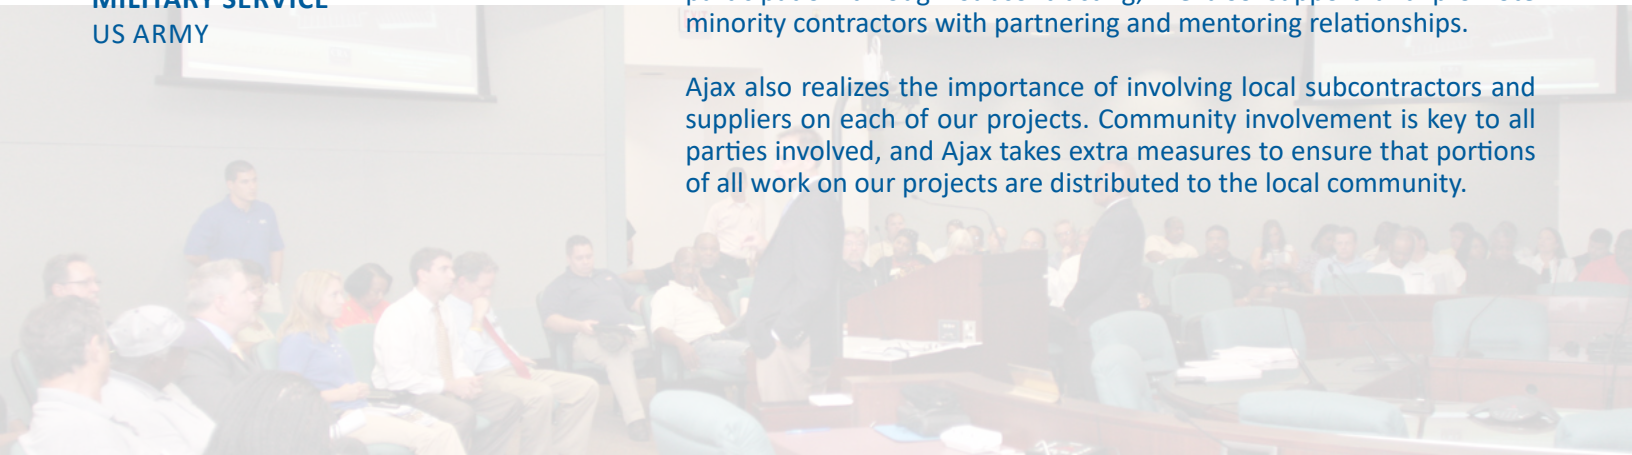 MILITARY SERVICE
US ARMY
minority contractors with partnering and mentoring relationships.
Ajax also realizes the importance of involving local subcontractors and
suppliers on each of our projects. Community involvement is key to all
parties involved, and Ajax takes extra measures to ensure that portions
of all work on our projects are distributed to the local community.